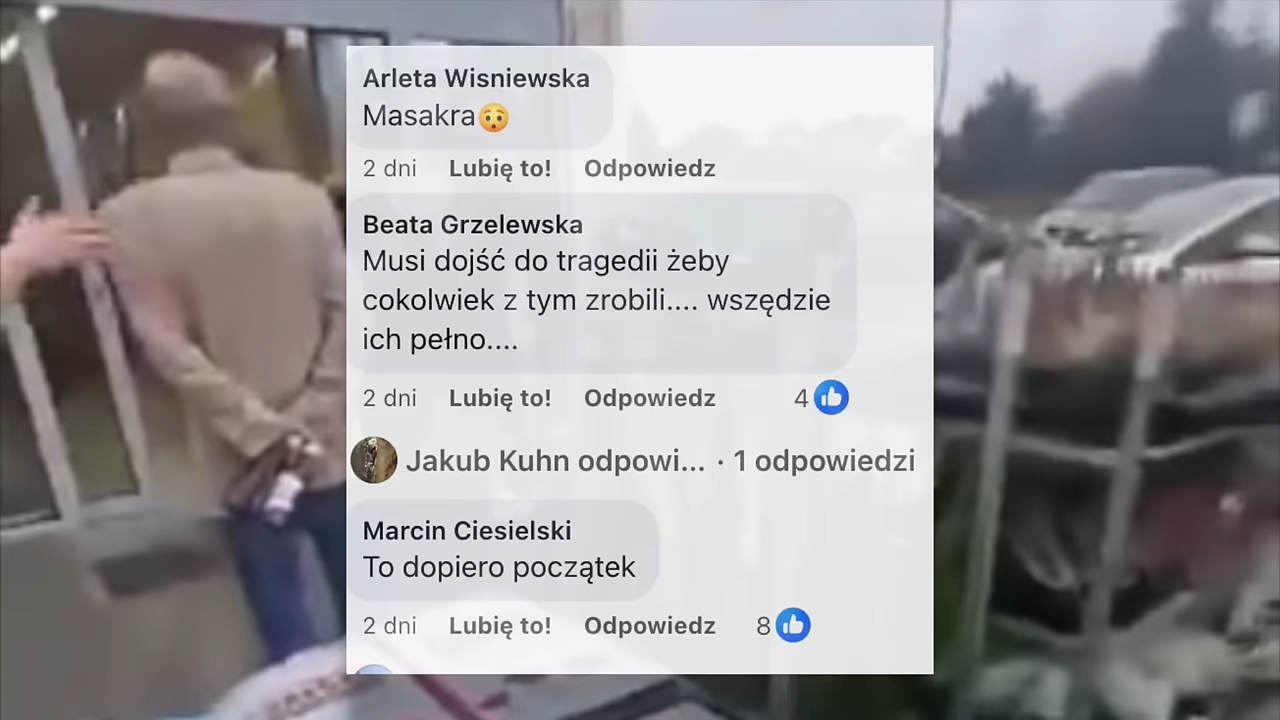 Arleta Wisniewska
Masakra😯
2 dni Lubię to! Odpowiedz
Beata Grzelewska
Musi dojść do tragedii żeby
cokolwiek z tym zrobili.... wszędzie
ich pełno....
2 dni Lubię to! Odpowiedz 4
Jakub Kuhn odpowi... · 1 odpowiedzi
Marcin Ciesielski
To dopiero początek
2 dni Lubię to! Odpowiedz 8